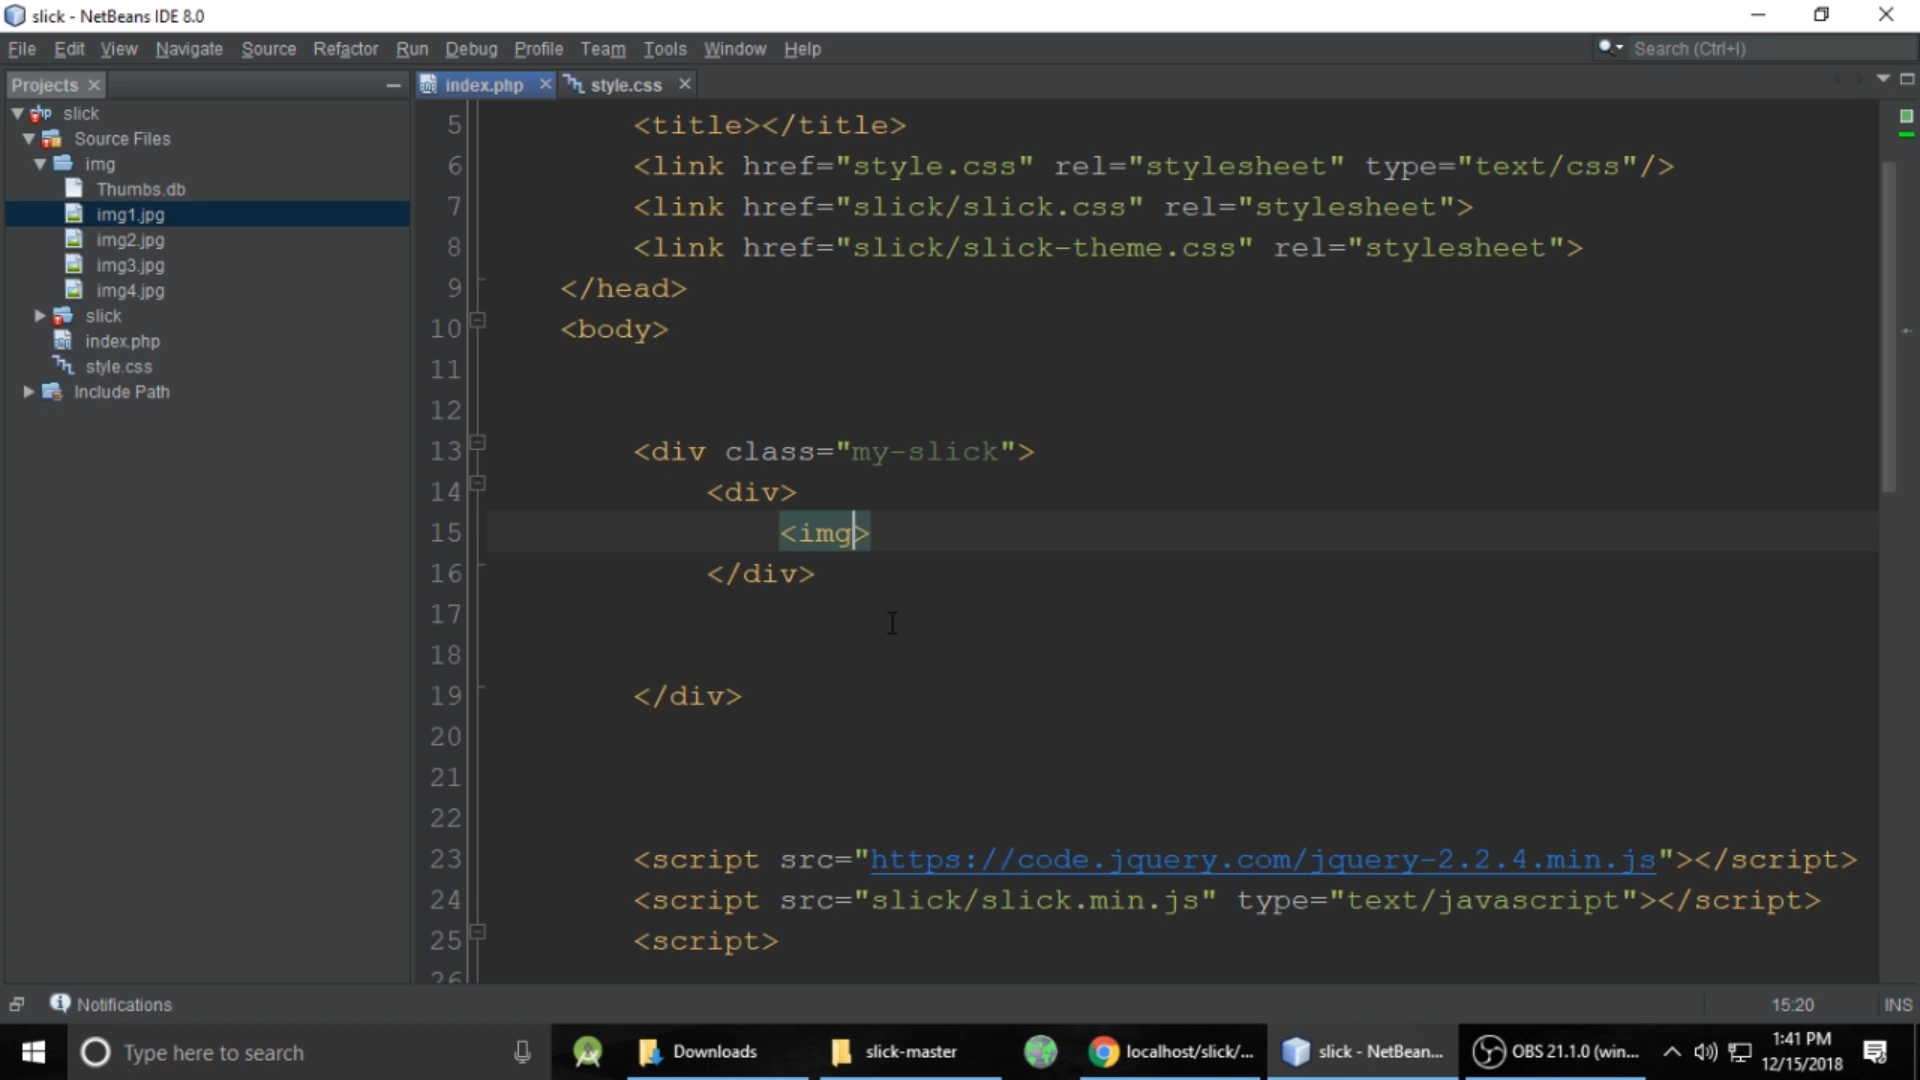 slick - NetBeans IDE 8.0
File Edit View Navigate Source Refactor Run Debug Profile Team Tools Window Help
Search (Ctrl+I)
Projects
index.php
style.css
slick
Source Files
img
Thumbs.db
img1.jpg
img2.jpg
img3.jpg
img4.jpg
slick
index.php
style.css
Include Path
5 <title></title>
6 <link href="style.css" rel="stylesheet" type="text/css"/>
7 <link href="slick/slick.css" rel="stylesheet">
8 <link href="slick/slick-theme.css" rel="stylesheet">
9 </head>
10 <body>
11
12
13 <div class="my-slick">
14 <div>
15 <img>
16 </div>
17
18
19 </div>
20
21
22
23 <script src="https://code.jquery.com/jquery-2.2.4.min.js"></script>
24 <script src="slick/slick.min.js" type="text/javascript"></script>
25 <script>
26
Notifications
15:20 INS
Type here to search
Downloads
slick-master
localhost/slick/...
slick - NetBean...
OBS 21.1.0 (win...
1:41 PM
12/15/2018